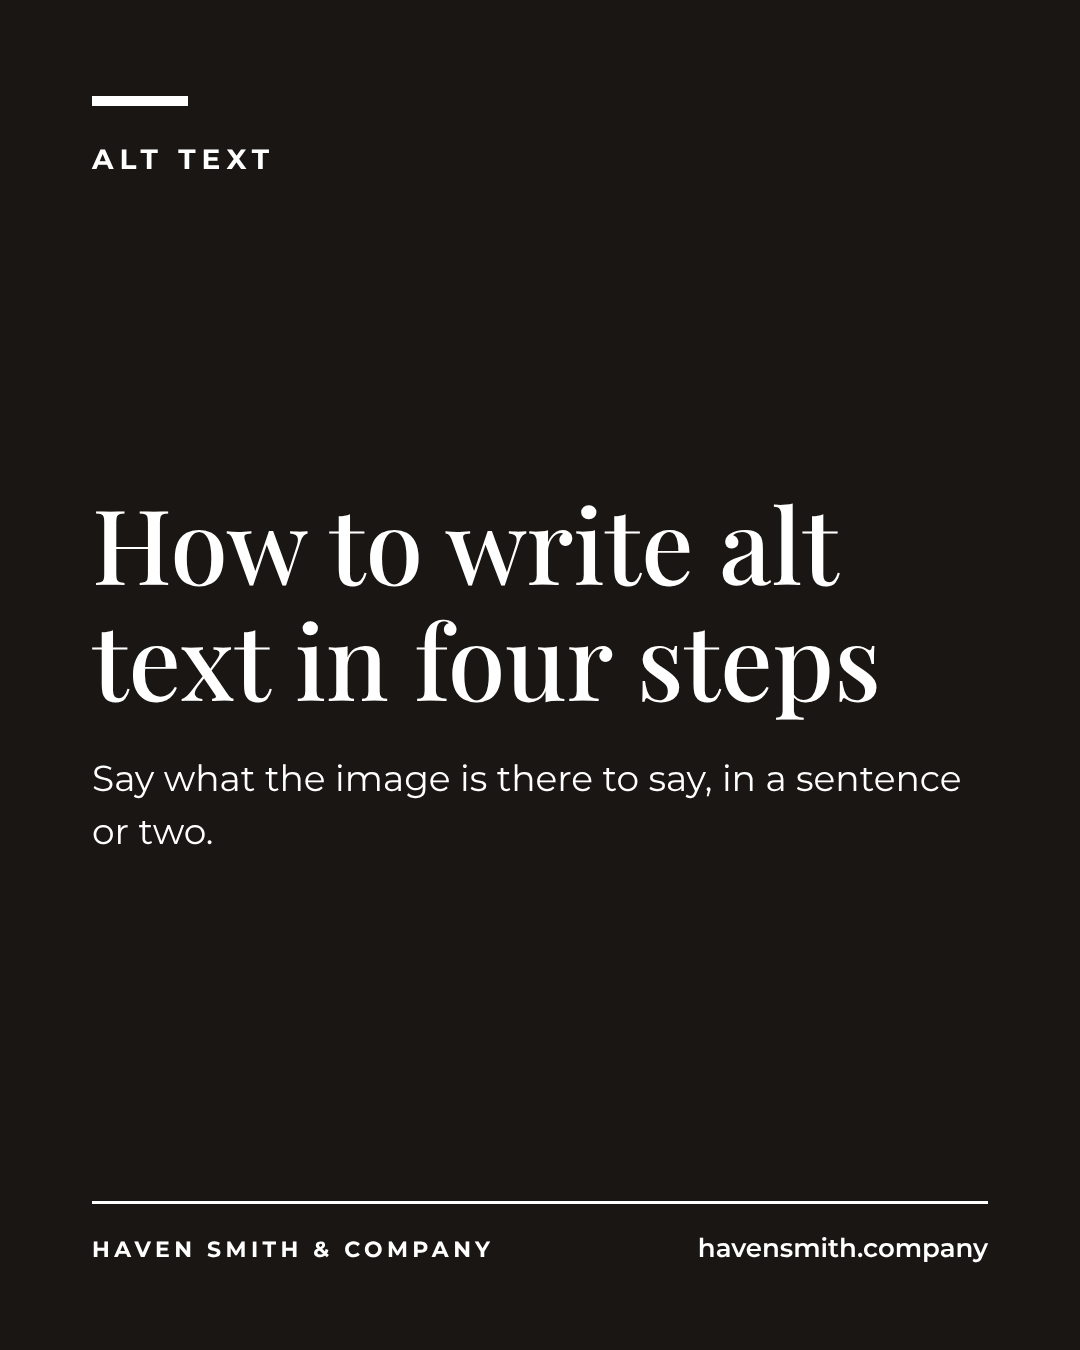 ALT TEXT
How to write alt
text in four steps
Say what the image is there to say, in a sentence
or two.
HAVEN SMITH & COMPANY
havensmith.company